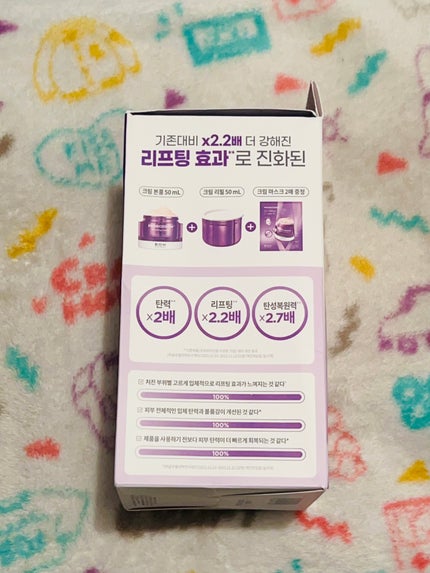 기존대비 x2.2배 더 강해진
리프팅 효과**로 진화된
크림 본품 50 mL
크림 리필 50 mL
크림 마스크 2매 증정
+
+
탄력**
x2배
리프팅**
x2.2배
탄성복원력**
x2.7배
처진 부위별 고르게 입체적으로 리프팅 효과가 느껴지는 것 같다*
100%
피부 전체적인 입체 탄력과 볼륨감이 개선된 것 같다*
100%
제품을 사용하기 전보다 피부 탄력이 더 빠르게 회복되는 것 같다*
100%